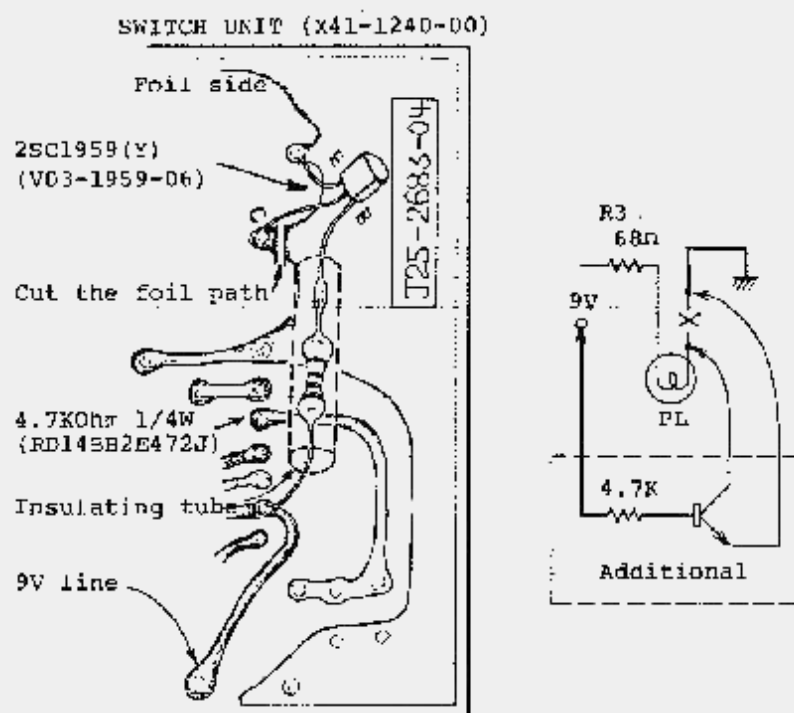 SWITCH UNIT (X41-1240-00)
Foil side
2SC1959(Y)
(V03-1959-06)
E
B
C
J25-2683-04
Cut the foil path
4.7KOhm 1/4W
(RD14SB2E472J)
Insulating tube
9V line
R3
68Ω
9V
PL
4.7K
Additional